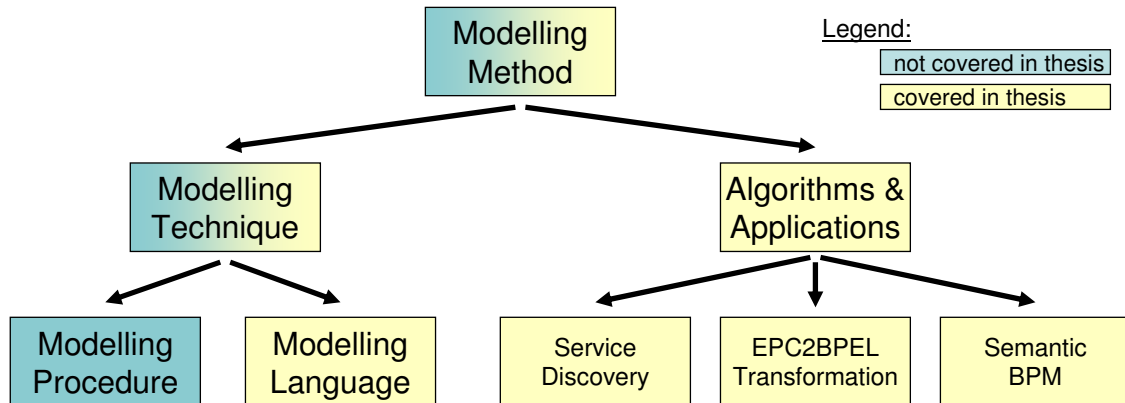 Modelling
Method
Legend:
not covered in thesis
covered in thesis
Modelling
Technique
Algorithms &
Applications
Modelling
Procedure
Modelling
Language
Service
Discovery
EPC2BPEL
Transformation
Semantic
BPM